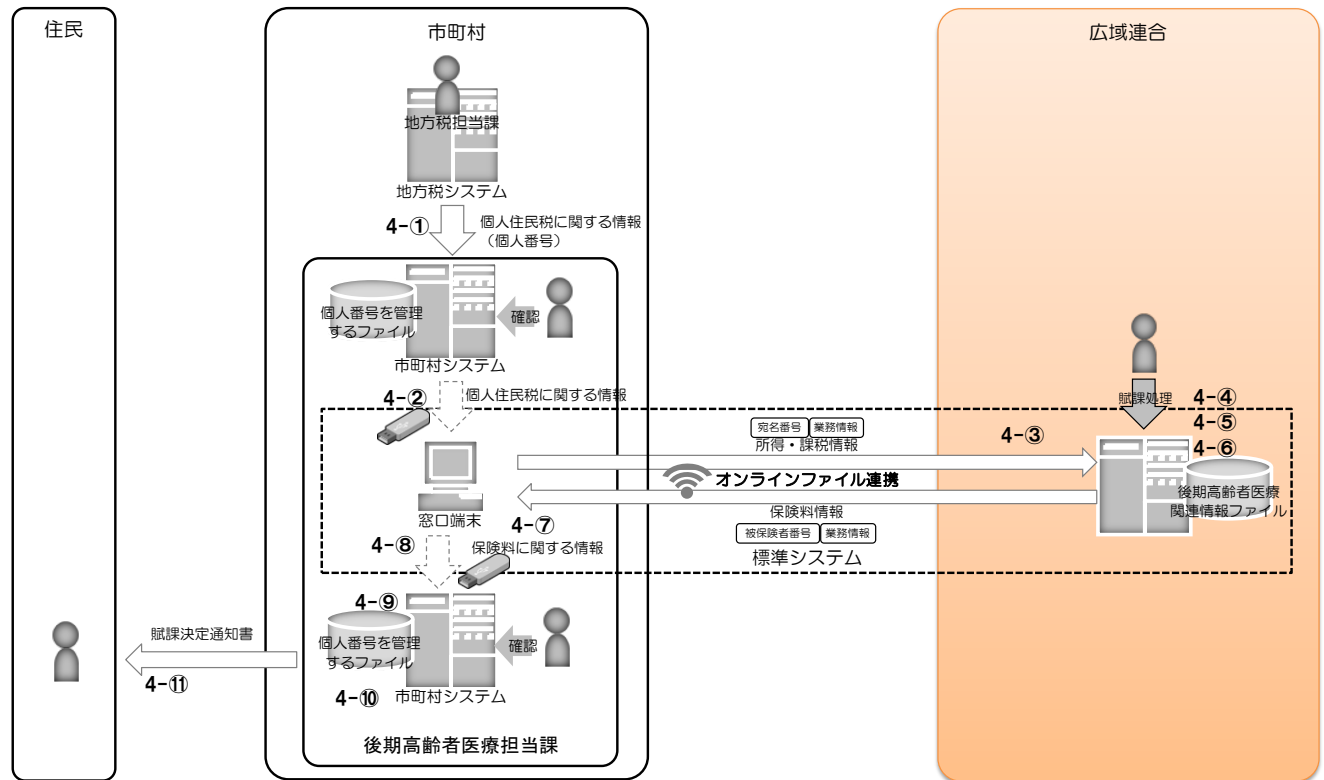 住民
市町村
広域連合
地方税担当課
地方税システム
4-①
個人住民税に関する情報
（個人番号）
個人番号を管理
するファイル
確認
市町村システム
4-②
個人住民税に関する情報
宛名番号 業務情報
所得・課税情報
4-③
賦課処理
4-④
4-⑤
4-⑥
オンラインファイル連携
後期高齢者医療
関連情報ファイル
窓口端末
4-⑦
保険料情報
被保険者番号 業務情報
標準システム
4-⑧
保険料に関する情報
4-⑨
個人番号を管理
するファイル
確認
4-⑩
市町村システム
賦課決定通知書
4-⑪
後期高齢者医療担当課